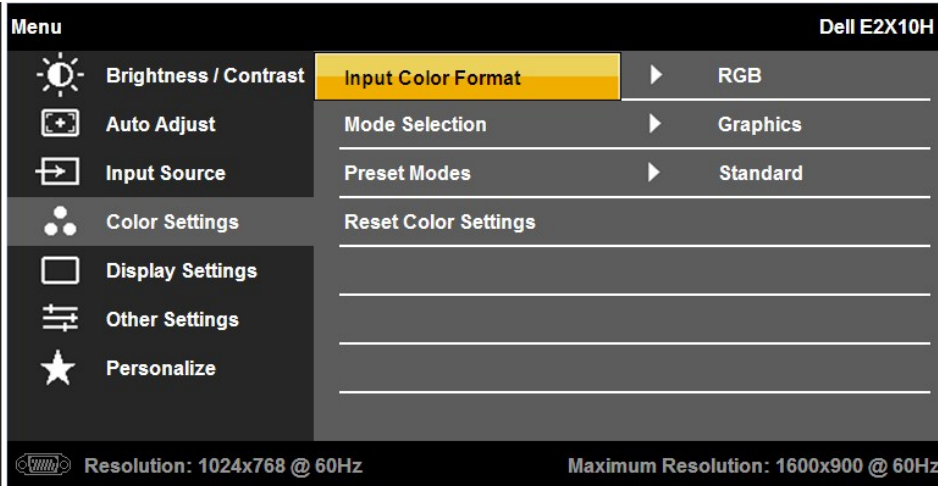 Menu Dell E2X10H
Brightness / Contrast Input Color Format RGB
Auto Adjust Mode Selection Graphics
Input Source Preset Modes Standard
Color Settings Reset Color Settings
Display Settings
Other Settings
Personalize
Resolution: 1024x768 @ 60Hz Maximum Resolution: 1600x900 @ 60Hz